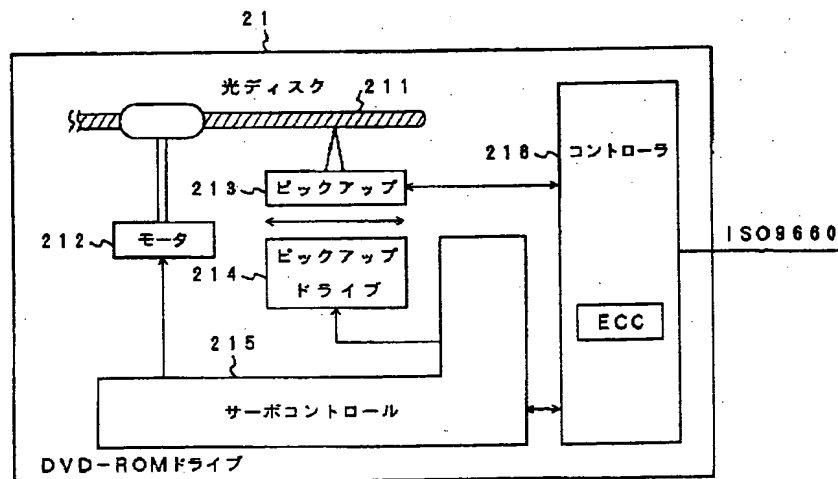 21
光ディスク
211
218
コントローラ
213
ピックアップ
212
モータ
214
ピックアップ
ドライブ
ISO9660
ECC
215
サーボコントロール
DVD-ROMドライブ